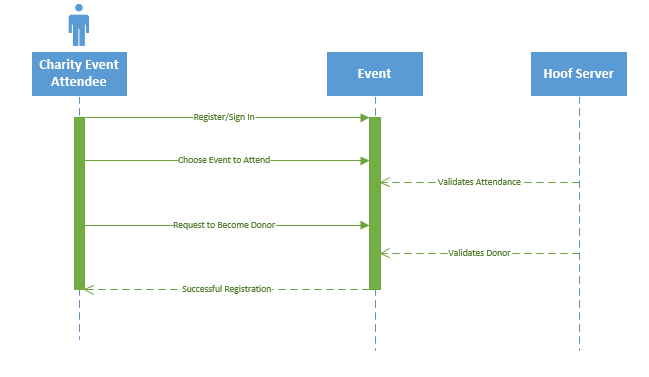 Charity Event
Attendee
Event
Hoof Server
Register/Sign In
Choose Event to Attend
Validates Attendance
Request to Become Donor
Validates Donor
Successful Registration